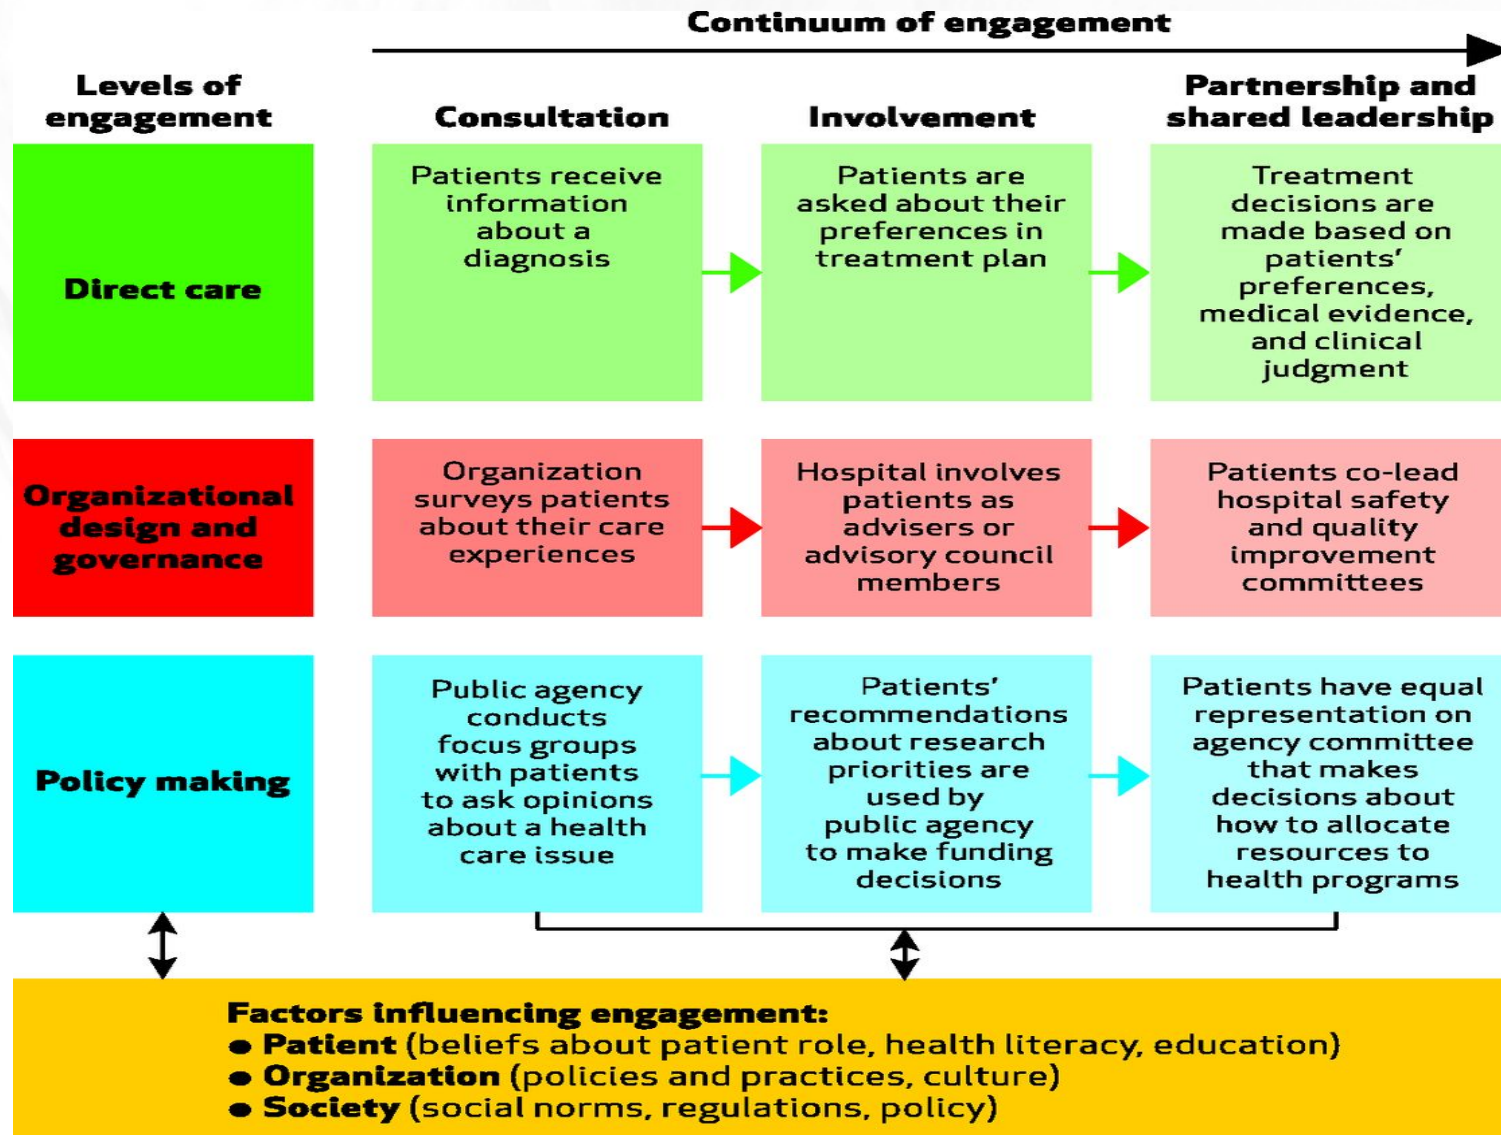 Continuum of engagement
Levels of
engagement
Consultation
Involvement
Partnership and
shared leadership
Direct care
Patients receive
information
about a
diagnosis
Patients are
asked about their
preferences in
treatment plan
Treatment
decisions are
made based on
patients’
preferences,
medical evidence,
and clinical
judgment
Organizational
design and
governance
Organization
surveys patients
about their care
experiences
Hospital involves
patients as
advisers or
advisory council
members
Patients co-lead
hospital safety
and quality
improvement
committees
Policy making
Public agency
conducts
focus groups
with patients
to ask opinions
about a health
care issue
Patients’
recommendations
about research
priorities are
used by
public agency
to make funding
decisions
Patients have equal
representation on
agency committee
that makes
decisions about
how to allocate
resources to
health programs
Factors influencing engagement:
● Patient (beliefs about patient role, health literacy, education)
● Organization (policies and practices, culture)
● Society (social norms, regulations, policy)